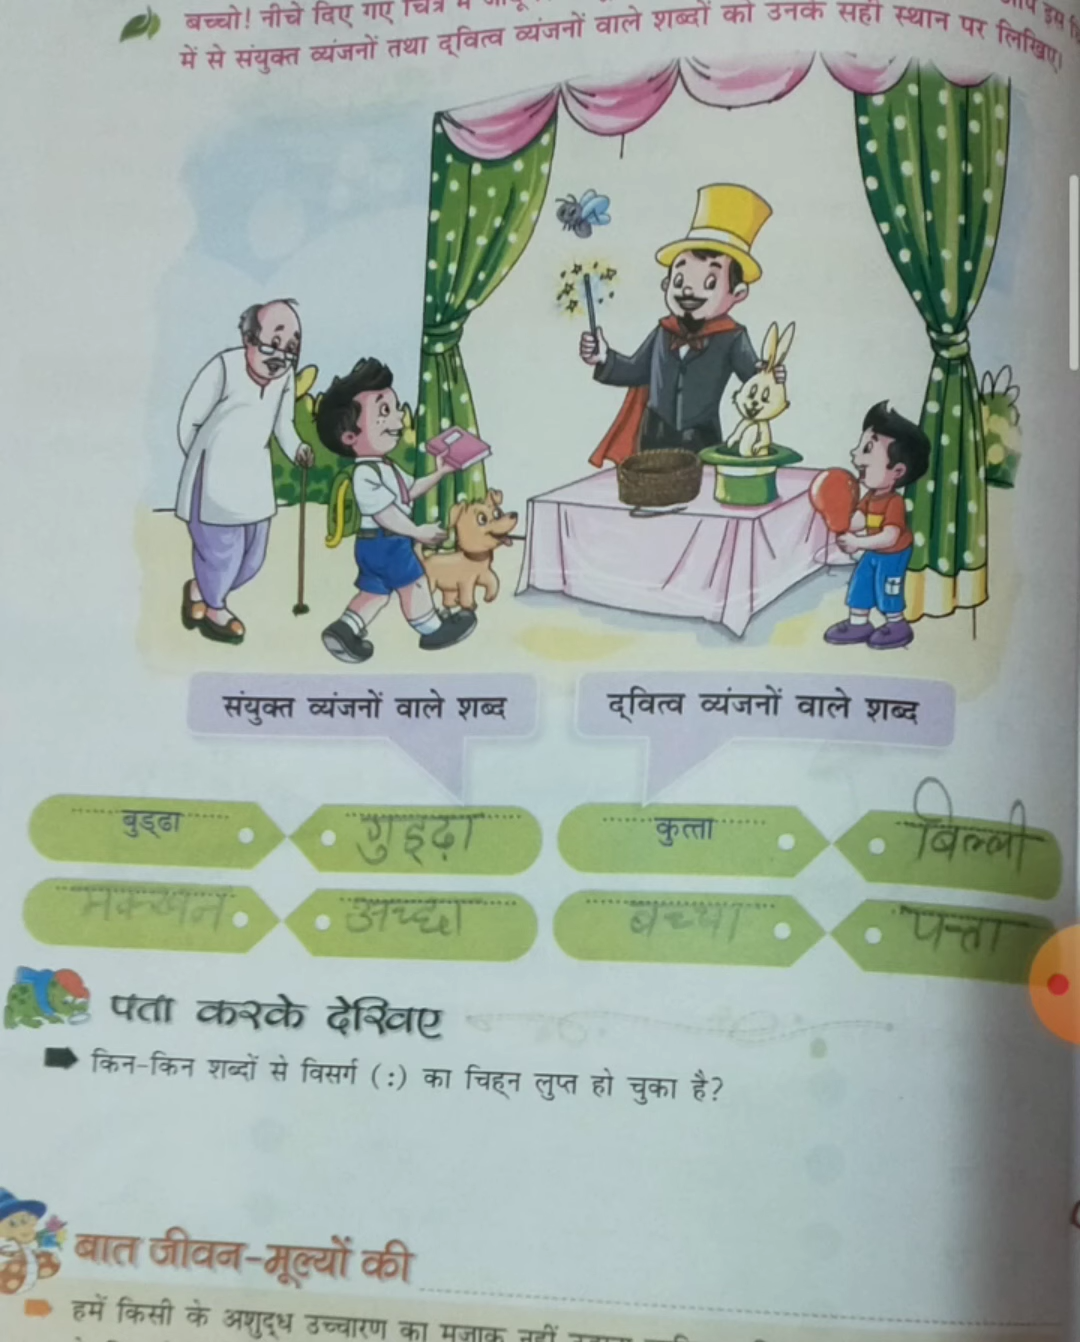 बच्चो! नीचे दिए गए चित्र में
में से संयुक्त व्यंजनों तथा द्वित्व व्यंजनों वाले शब्दों को उनके सही स्थान पर लिखिए।
संयुक्त व्यंजनों वाले शब्द
द्वित्व व्यंजनों वाले शब्द
बुड्ढा गुड्ढ़ा कुत्ता बिल्ली
मक्खन अच्छा बच्चा पत्ता
पता करके देखिए
किन-किन शब्दों से विसर्ग (:) का चिह्न लुप्त हो चुका है?
बात जीवन-मूल्यों की
हमें किसी के अशुद्ध उच्चारण का मजाक नहीं